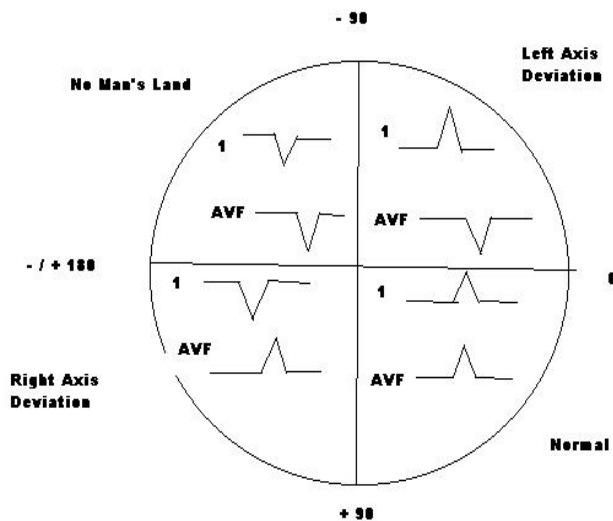 - 90
Left Axis
Deviation
No Man's Land
1
1
AVF
AVF
- / + 180
0
1
1
AVF
AVF
Right Axis
Deviation
Normal
+ 90